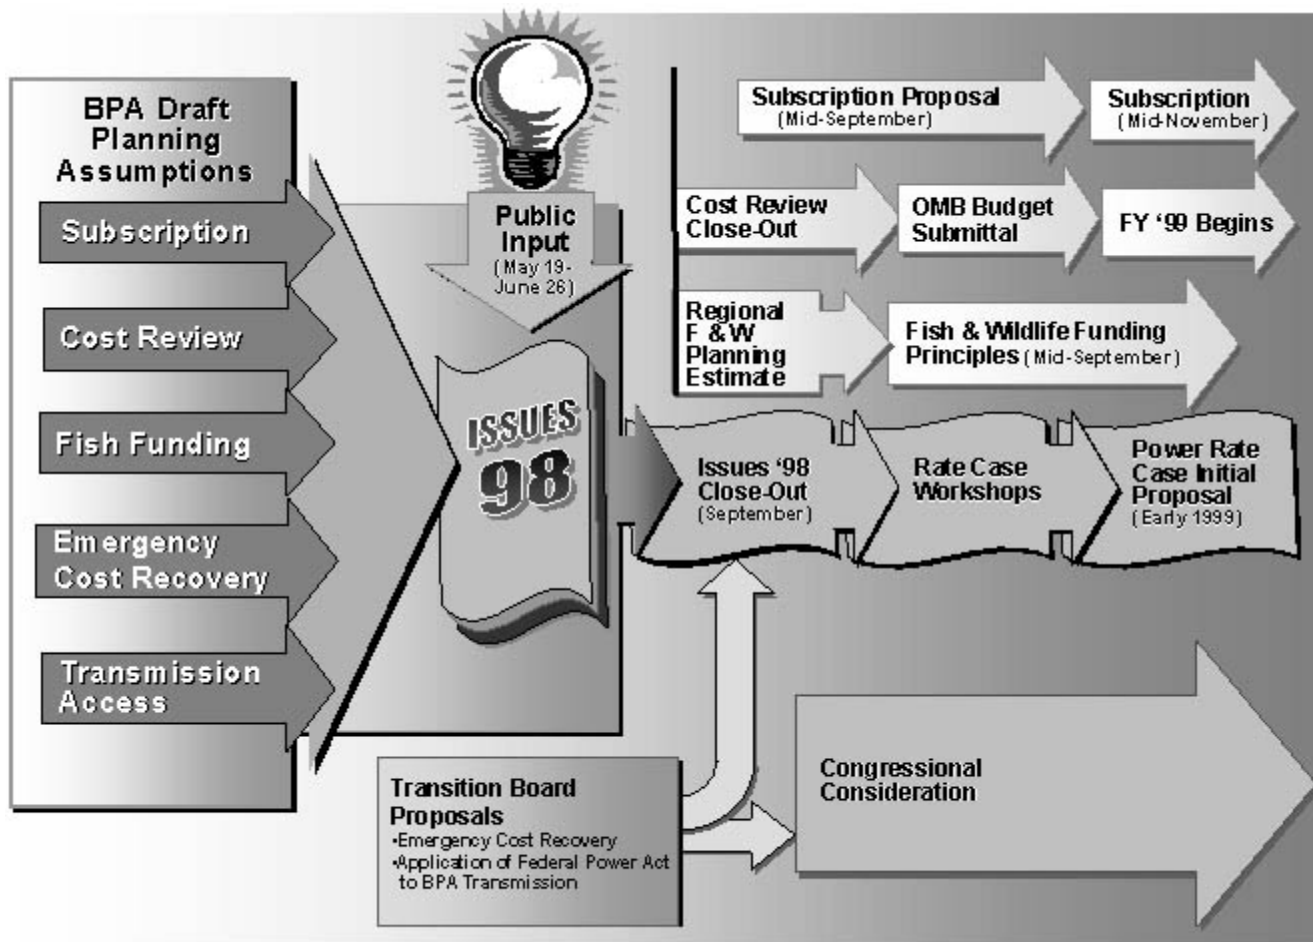 BPA Draft
Planning
Assumptions
Subscription
Cost Review
Fish Funding
Emergency
Cost Recovery
Transmission
Access
Public
Input
(May 19-
June 26)
ISSUES
98
Subscription Proposal
(Mid-September)
Subscription
(Mid-November)
Cost Review
Close-Out
OMB Budget
Submittal
FY ‘99 Begins
Regional
F & W
Planning
Estimate
Fish & Wildlife Funding
Principles (Mid-September)
Issues ‘98
Close-Out
(September)
Rate Case
Workshops
Power Rate
Case Initial
Proposal
(Early 1999)
Transition Board
Proposals
•Emergency Cost Recovery
•Application of Federal Power Act
to BPA Transmission
Congressional
Consideration